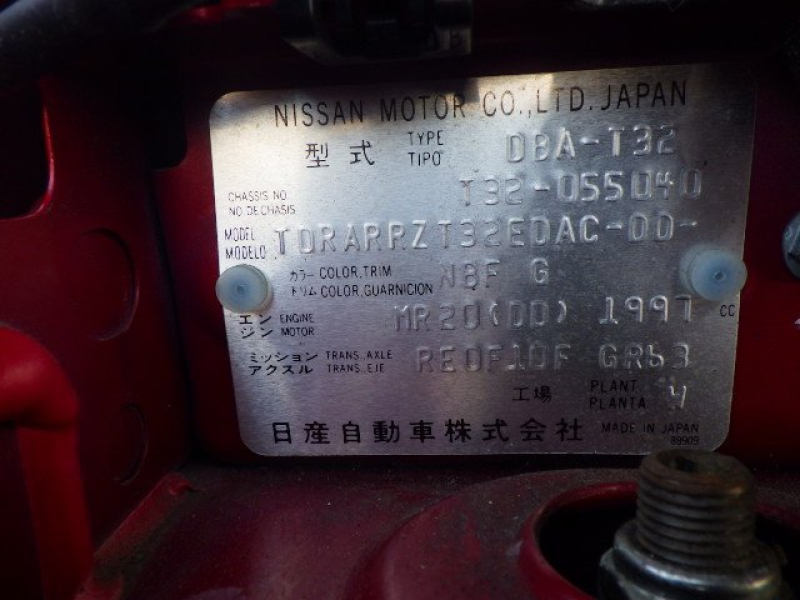 NISSAN MOTOR CO.,LTD. JAPAN
型式 TYPE TIPO DBA-T32
CHASSIS NO NO. DE CHASIS T32-055040
MODEL MODELO TDRARRZT32EDAC-DD-
カラー COLOR, TRIM
トリム COLOR, GUARNICION NBF G
エンジン ENGINE MOTOR MR20(DD) 1997 CC
ミッション TRANS., AXLE
アクスル TRANS., EJE RE0F10F GR63
工場 PLANT PLANTA W
日産自動車株式会社 MADE IN JAPAN
89909